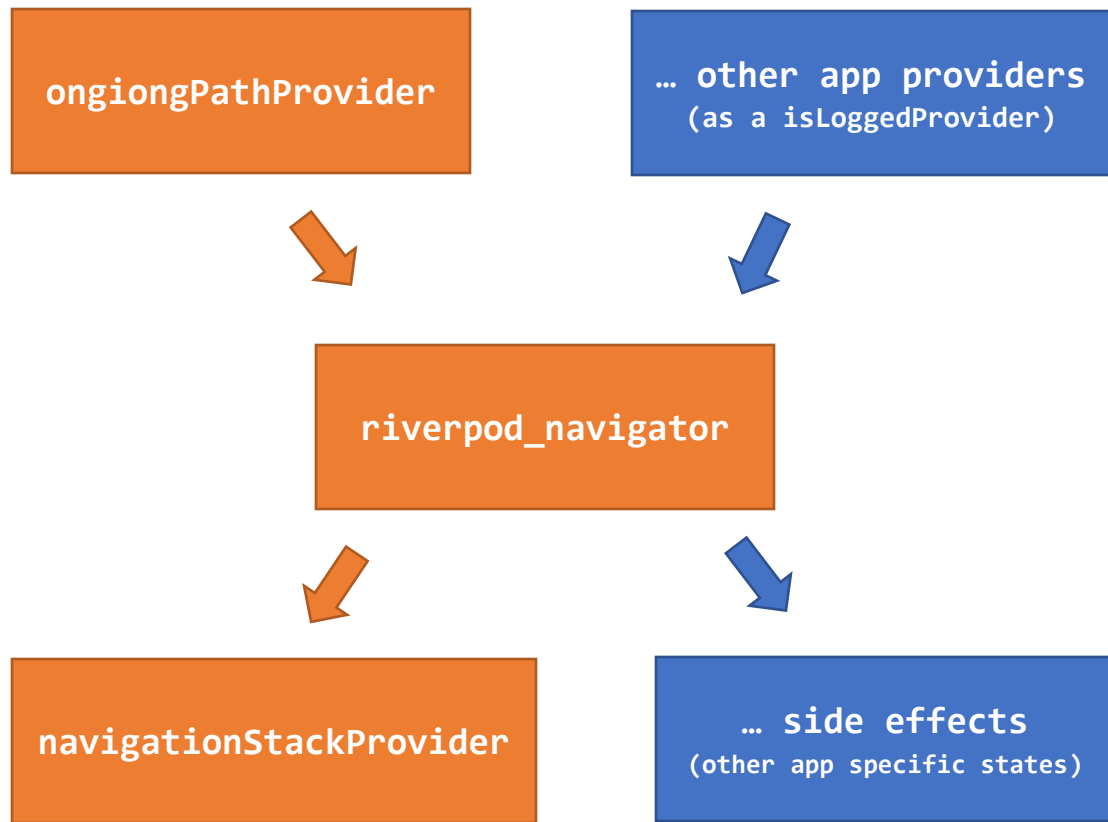 ongiongPathProvider
… other app providers
(as a isLoggedProvider)
riverpod_navigator
navigationStackProvider
… side effects
(other app specific states)